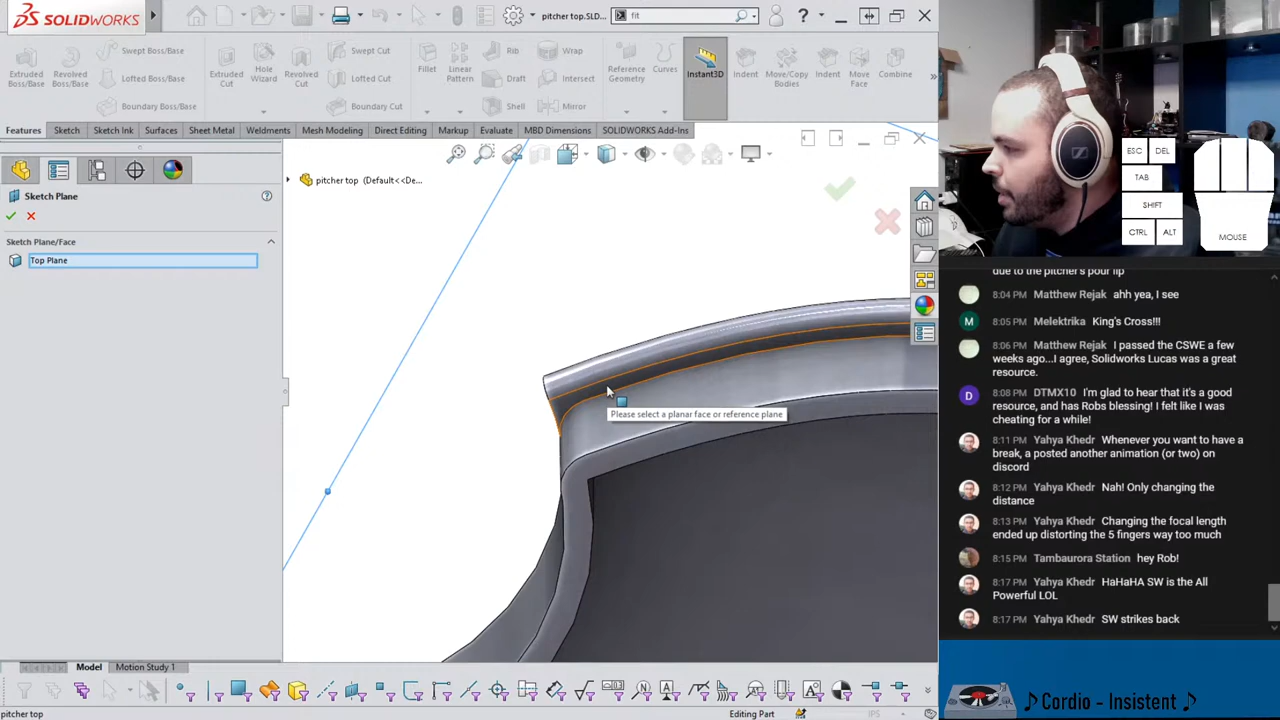 SOLIDWORKS
pitcher top.SLD...
fit
Extruded Boss/Base
Revolved Boss/Base
Swept Boss/Base
Lofted Boss/Base
Boundary Boss/Base
Extruded Cut
Hole Wizard
Revolved Cut
Swept Cut
Lofted Cut
Boundary Cut
Fillet
Linear Pattern
Rib
Draft
Shell
Wrap
Intersect
Mirror
Reference Geometry
Curves
Instant3D
Indent
Move/Copy Bodies
Indent
Move Face
Combine
Features
Sketch
Sketch Ink
Surfaces
Sheet Metal
Weldments
Mesh Modeling
Direct Editing
Markup
Evaluate
MBD Dimensions
SOLIDWORKS Add-Ins
Sketch Plane
Sketch Plane/Face
Top Plane
pitcher top (Default<<De...
Please select a planar face or reference plane
ESC
DEL
TAB
SHIFT
CTRL
ALT
MOUSE
due to the pitcher's pour lip
8:04 PM Matthew Rejak ahh yea, I see
M
8:05 PM Melektrika King's Cross!!!
8:06 PM Matthew Rejak I passed the CSWE a few
weeks ago...I agree, Solidworks Lucas was a great
resource.
D
8:08 PM DTMX10 I'm glad to hear that it's a good
resource, and has Robs blessing! I felt like I was
cheating for a while!
8:11 PM Yahya Khedr Whenever you want to have a
break, a posted another animation (or two) on
discord
8:12 PM Yahya Khedr Nah! Only changing the
distance
8:13 PM Yahya Khedr Changing the focal length
ended up distorting the 5 fingers way too much
8:15 PM Tambaurora Station hey Rob!
8:17 PM Yahya Khedr HaHaHA SW is the All
Powerful LOL
8:17 PM Yahya Khedr SW strikes back
Model
Motion Study 1
pitcher top
Editing Part
IPS
♪ Cordio - Insistent ♪